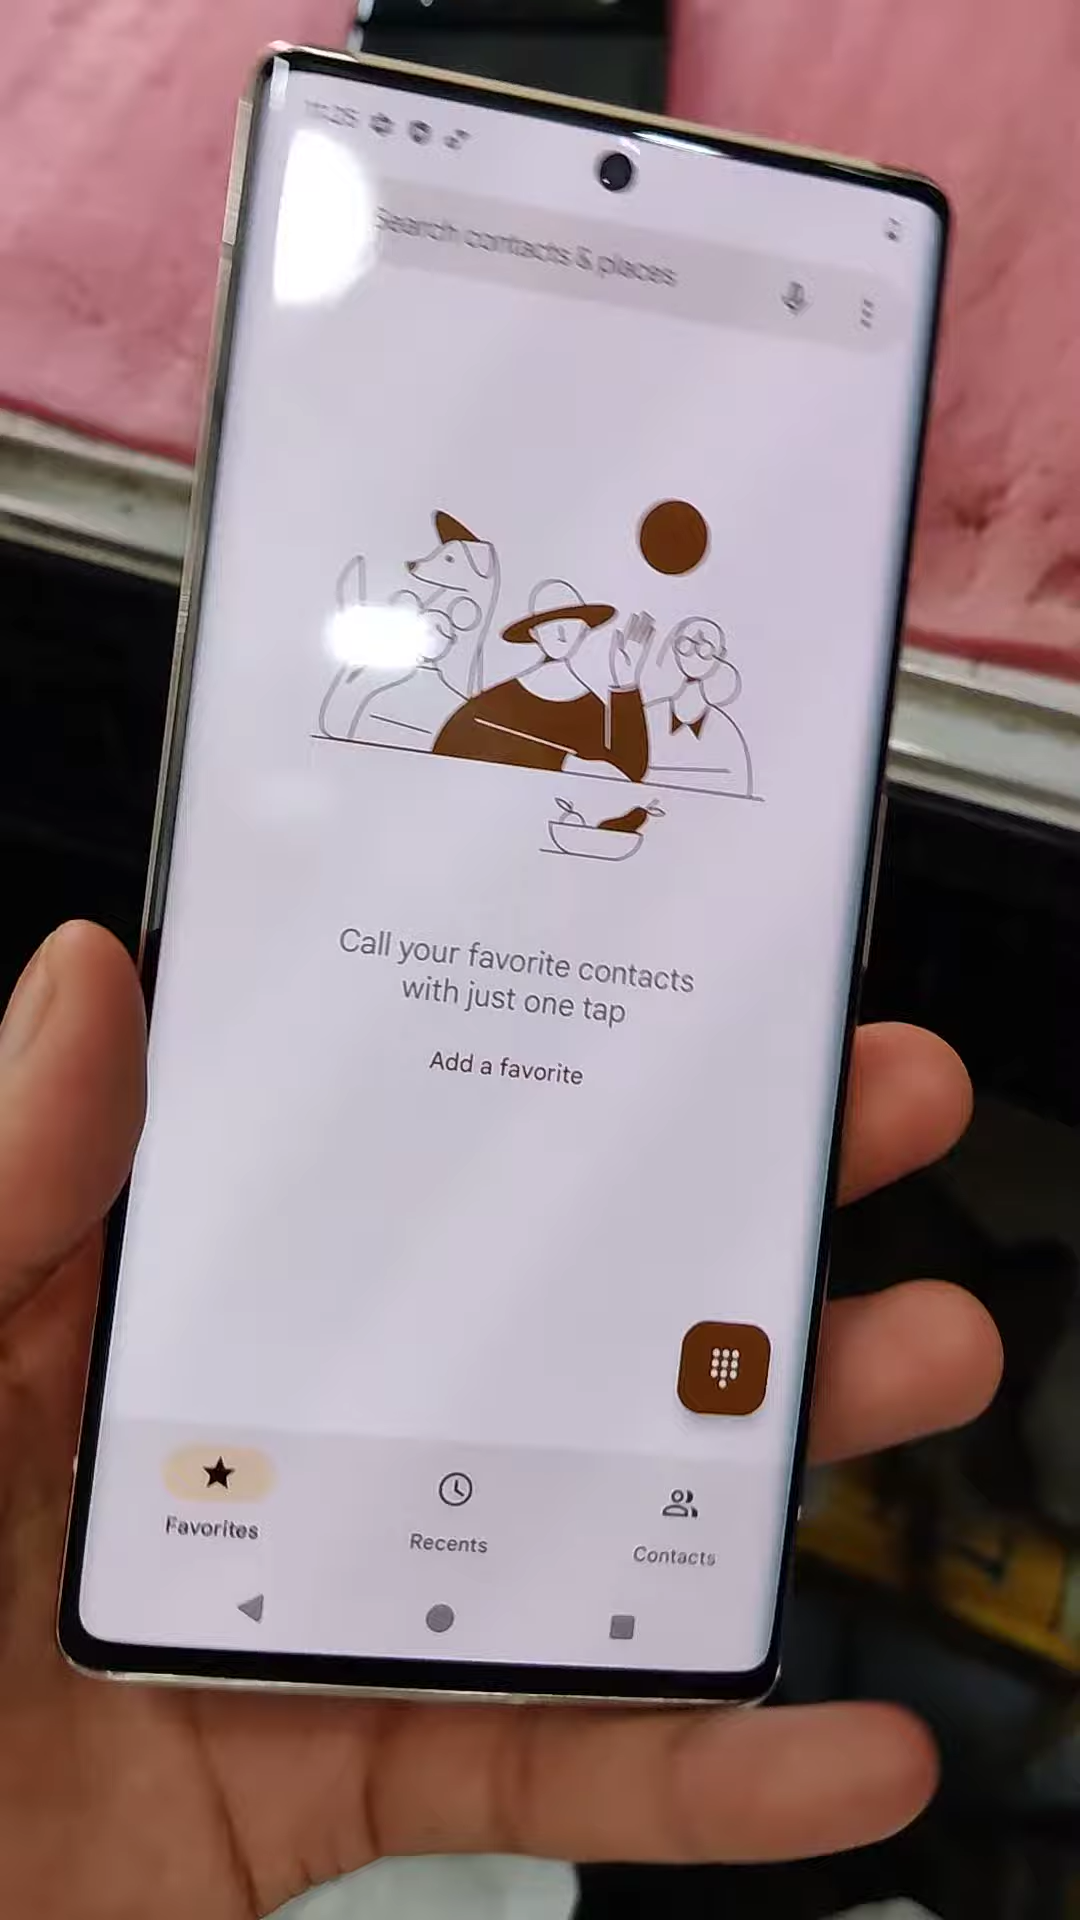 Search contacts & places
Call your favorite contacts
with just one tap
Add a favorite
Favorites
Recents
Contacts